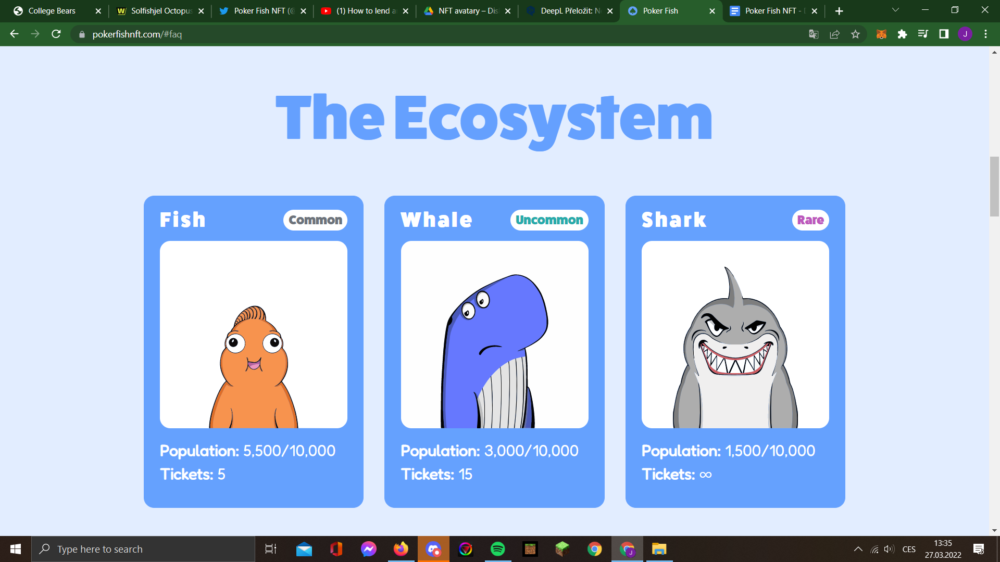 College Bears
Solfishjel Octopus
Poker Fish NFT (@
(1) How to lend a
NFT avatary – Dis
DeepL Přeložit: N
Poker Fish
Poker Fish NFT -
pokerfishnft.com/#faq
J
The Ecosystem
Fish
Common
Population: 5,500/10,000
Tickets: 5
Whale
Uncommon
Population: 3,000/10,000
Tickets: 15
Shark
Rare
Population: 1,500/10,000
Tickets: ∞
Type here to search
J
CES
13:35
27.03.2022